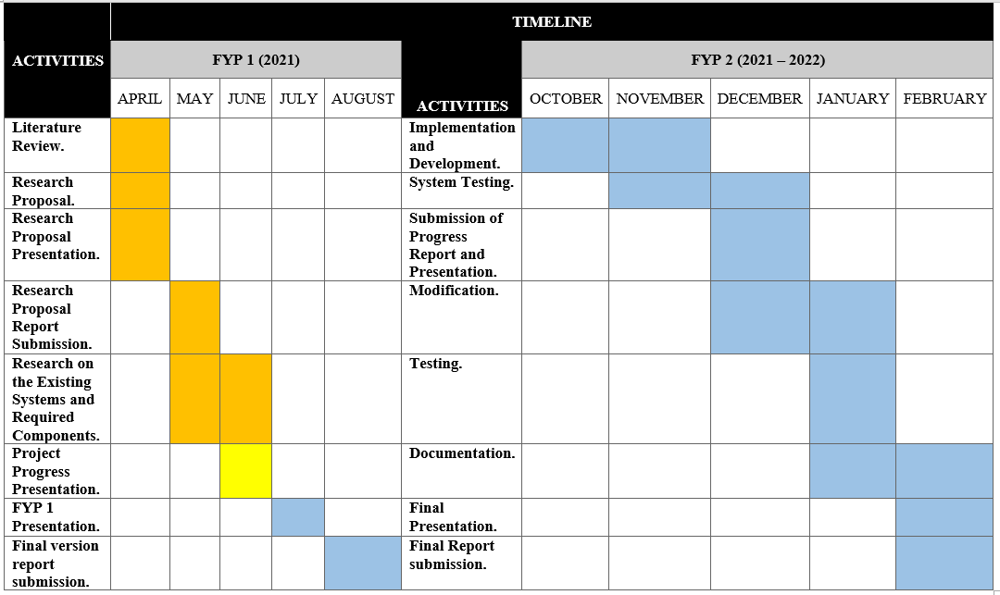 TIMELINE
ACTIVITIES
FYP 1 (2021)
ACTIVITIES
FYP 2 (2021 – 2022)
APRIL
MAY
JUNE
JULY
AUGUST
OCTOBER
NOVEMBER
DECEMBER
JANUARY
FEBRUARY
Literature
Review.
Implementation
and
Development.
Research
Proposal.
System Testing.
Research
Proposal
Presentation.
Submission of
Progress
Report and
Presentation.
Research
Proposal
Report
Submission.
Modification.
Research on
the Existing
Systems and
Required
Components.
Testing.
Project
Progress
Presentation.
Documentation.
FYP 1
Presentation.
Final
Presentation.
Final version
report
submission.
Final Report
submission.